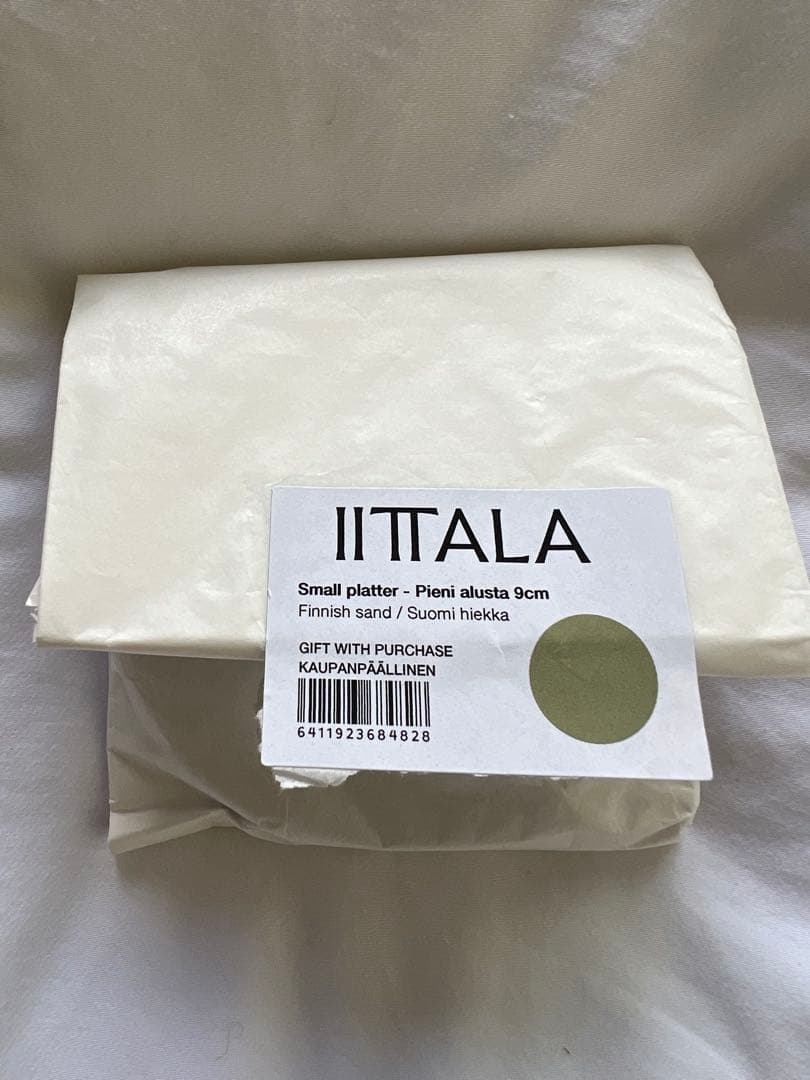 IITTALA
Small platter - Pieni alusta 9cm
Finnish sand / Suomi hiekka
GIFT WITH PURCHASE
KAUPANPÄÄLLINEN
6411923684828